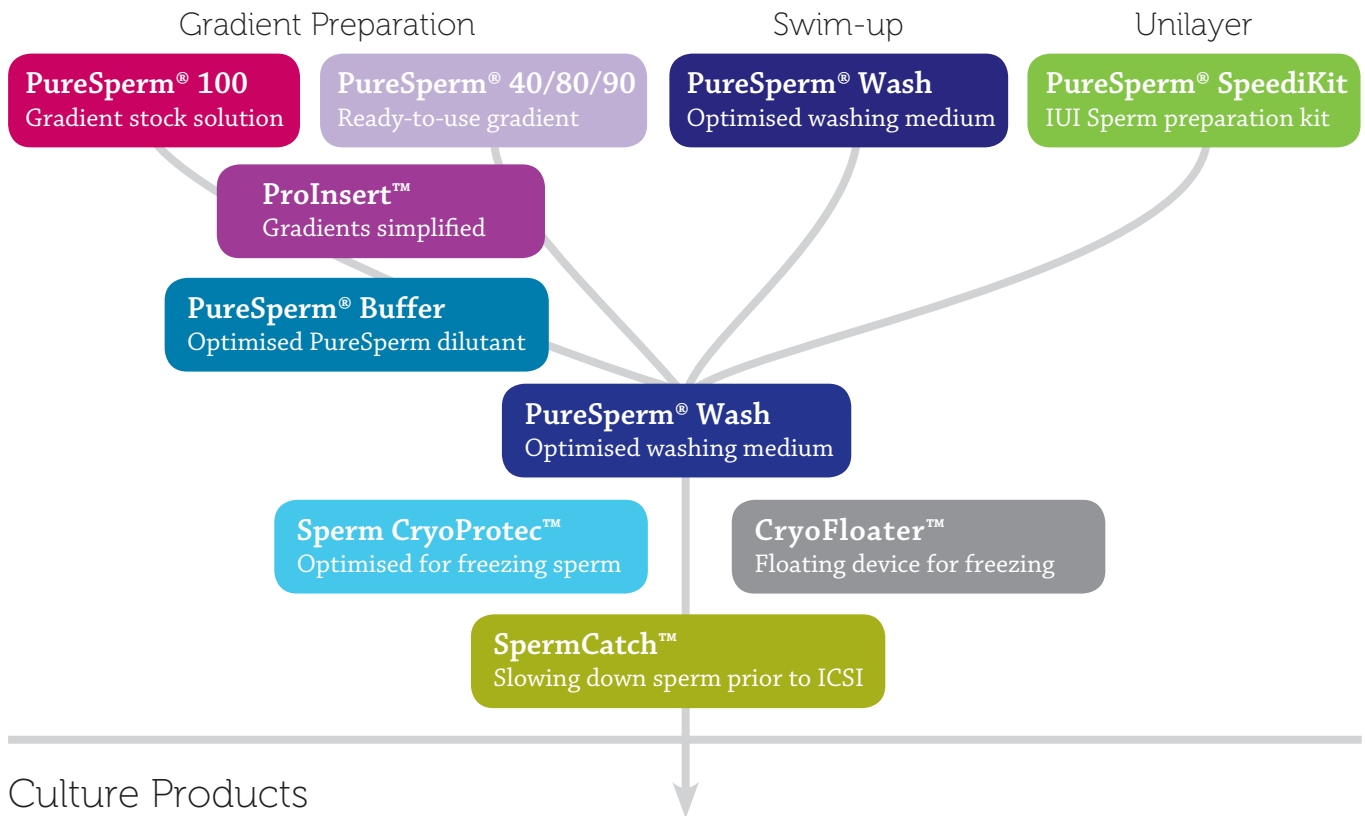 Gradient Preparation
Swim-up
Unilayer
PureSperm® 100
Gradient stock solution
PureSperm® 40/80/90
Ready-to-use gradient
PureSperm® Wash
Optimised washing medium
PureSperm® SpeediKit
IUI Sperm preparation kit
ProInsert™
Gradients simplified
PureSperm® Buffer
Optimised PureSperm dilutant
PureSperm® Wash
Optimised washing medium
Sperm CryoProtec™
Optimised for freezing sperm
CryoFloater™
Floating device for freezing
SpermCatch™
Slowing down sperm prior to ICSI
Culture Products